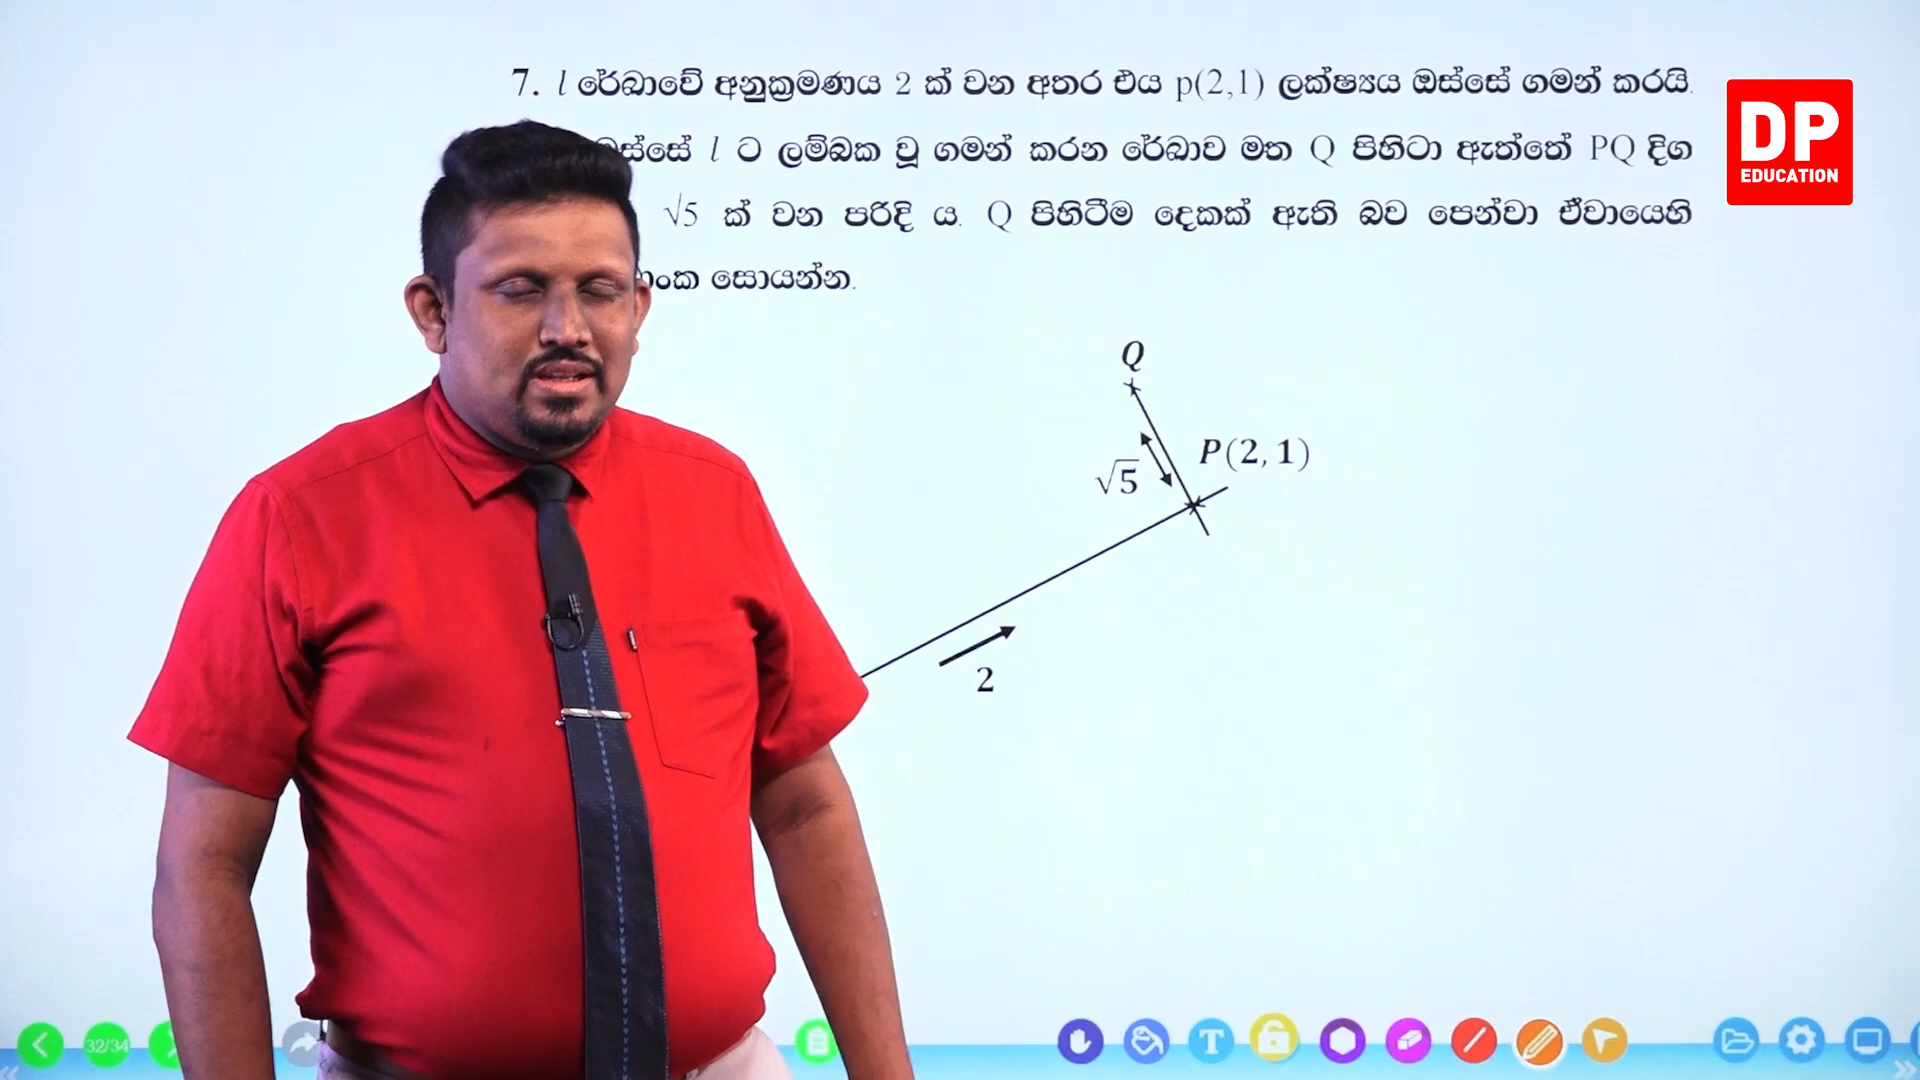 7. l රේඛාවේ අනුක්‍රමණය 2 ක් වන අතර එය p(2,1) ලක්ෂ්‍යය ඔස්සේ ගමන් කරයි.
l ට ලම්බක වූ ගමන් කරන රේඛාව මත Q පිහිටා ඇත්තේ PQ දිග
√5 ක් වන පරිදි ය. Q පිහිටීම දෙකක් ඇති බව පෙන්වා ඒවායෙහි
සොයන්න.
DP
EDUCATION
Q
P(2, 1)
√5
2
32/34
T